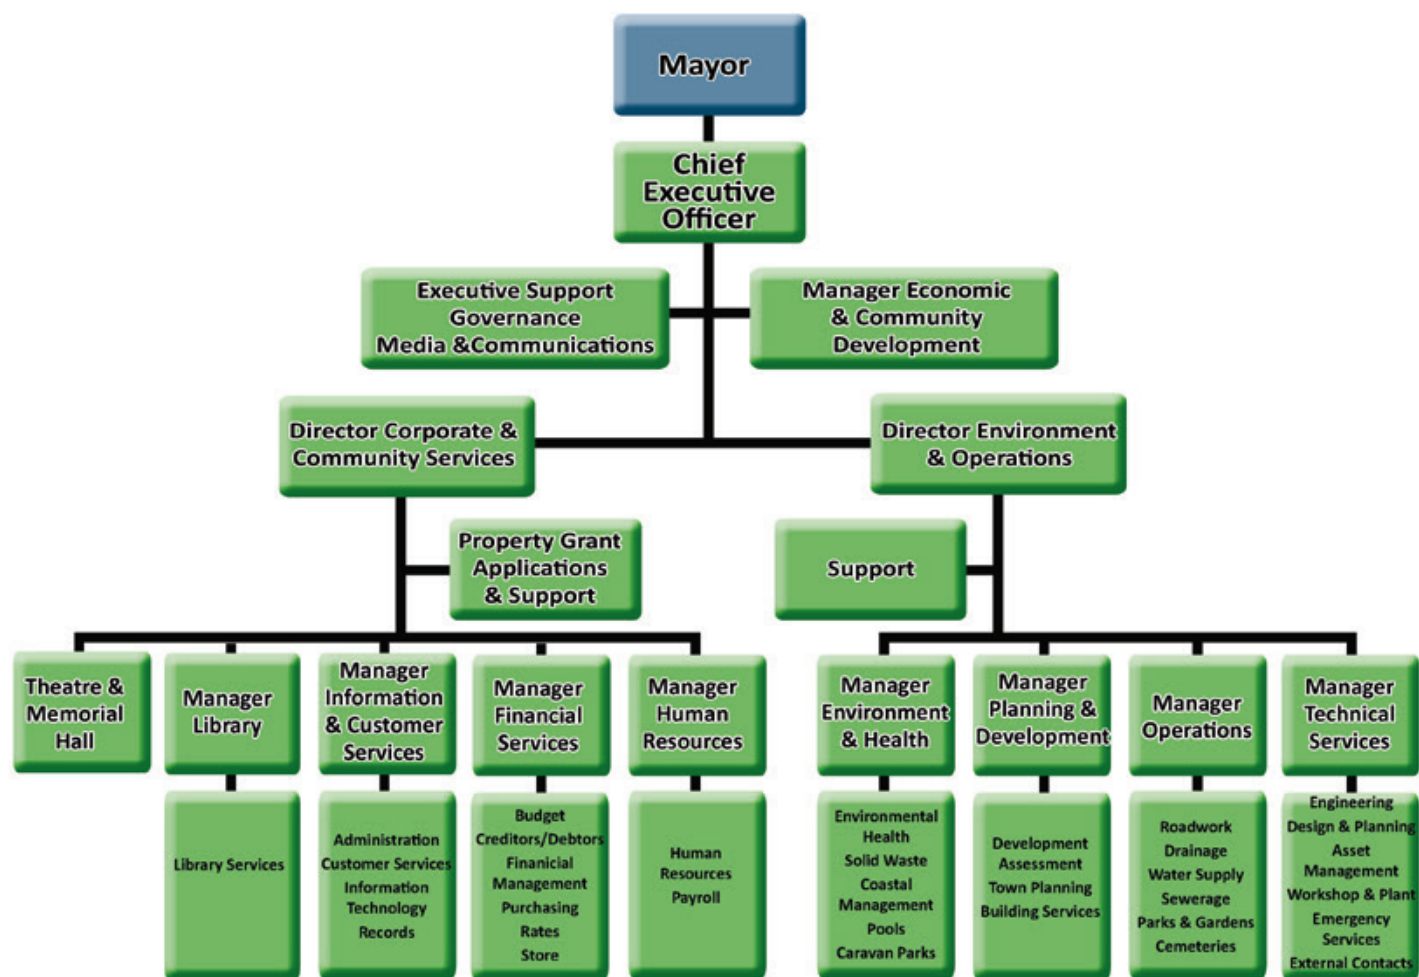 Mayor
Chief
Executive
Officer
Executive Support
Governance
Media &Communications
Manager Economic
& Community
Development
Director Corporate &
Community Services
Director Environment
& Operations
Property Grant
Applications
& Support
Support
Theatre &
Memorial
Hall
Manager
Library
Manager
Information
& Customer
Services
Manager
Financial
Services
Manager
Human
Resources
Manager
Environment
& Health
Manager
Planning &
Development
Manager
Operations
Manager
Technical
Services
Library Services
Administration
Customer Services
Information
Technology
Records
Budget
Creditors/Debtors
Finanicial
Management
Purchasing
Rates
Store
Human
Resources
Payroll
Environmental
Health
Solid Waste
Coastal
Management
Pools
Caravan Parks
Development
Assessment
Town Planning
Building Services
Roadwork
Drainage
Water Supply
Sewerage
Parks & Gardens
Cemeteries
Engineering
Design & Planning
Asset
Management
Workshop & Plant
Emergency
Services
External Contacts